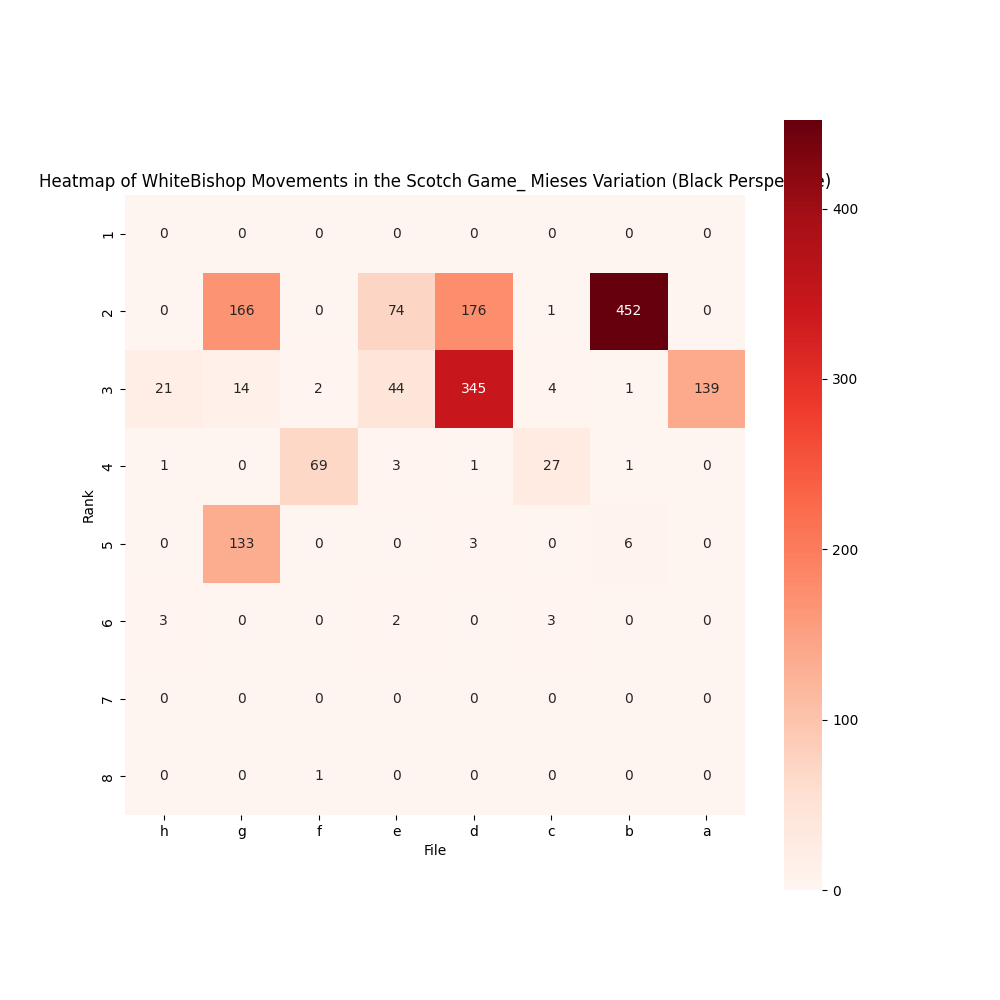 Heatmap of WhiteBishop Movements in the Scotch Game_ Mieses Variation (Black Perspe e)
1 0 0 0 0 0 0 0 0
2 0 166 0 74 176 1 452 0
3 21 14 2 44 345 4 1 139
4 1 0 69 3 1 27 1 0
Rank
5 0 133 0 0 3 0 6 0
6 3 0 0 2 0 3 0 0
7 0 0 0 0 0 0 0 0
8 0 0 1 0 0 0 0 0
h g f e d c b a
File
400
300
200
100
0